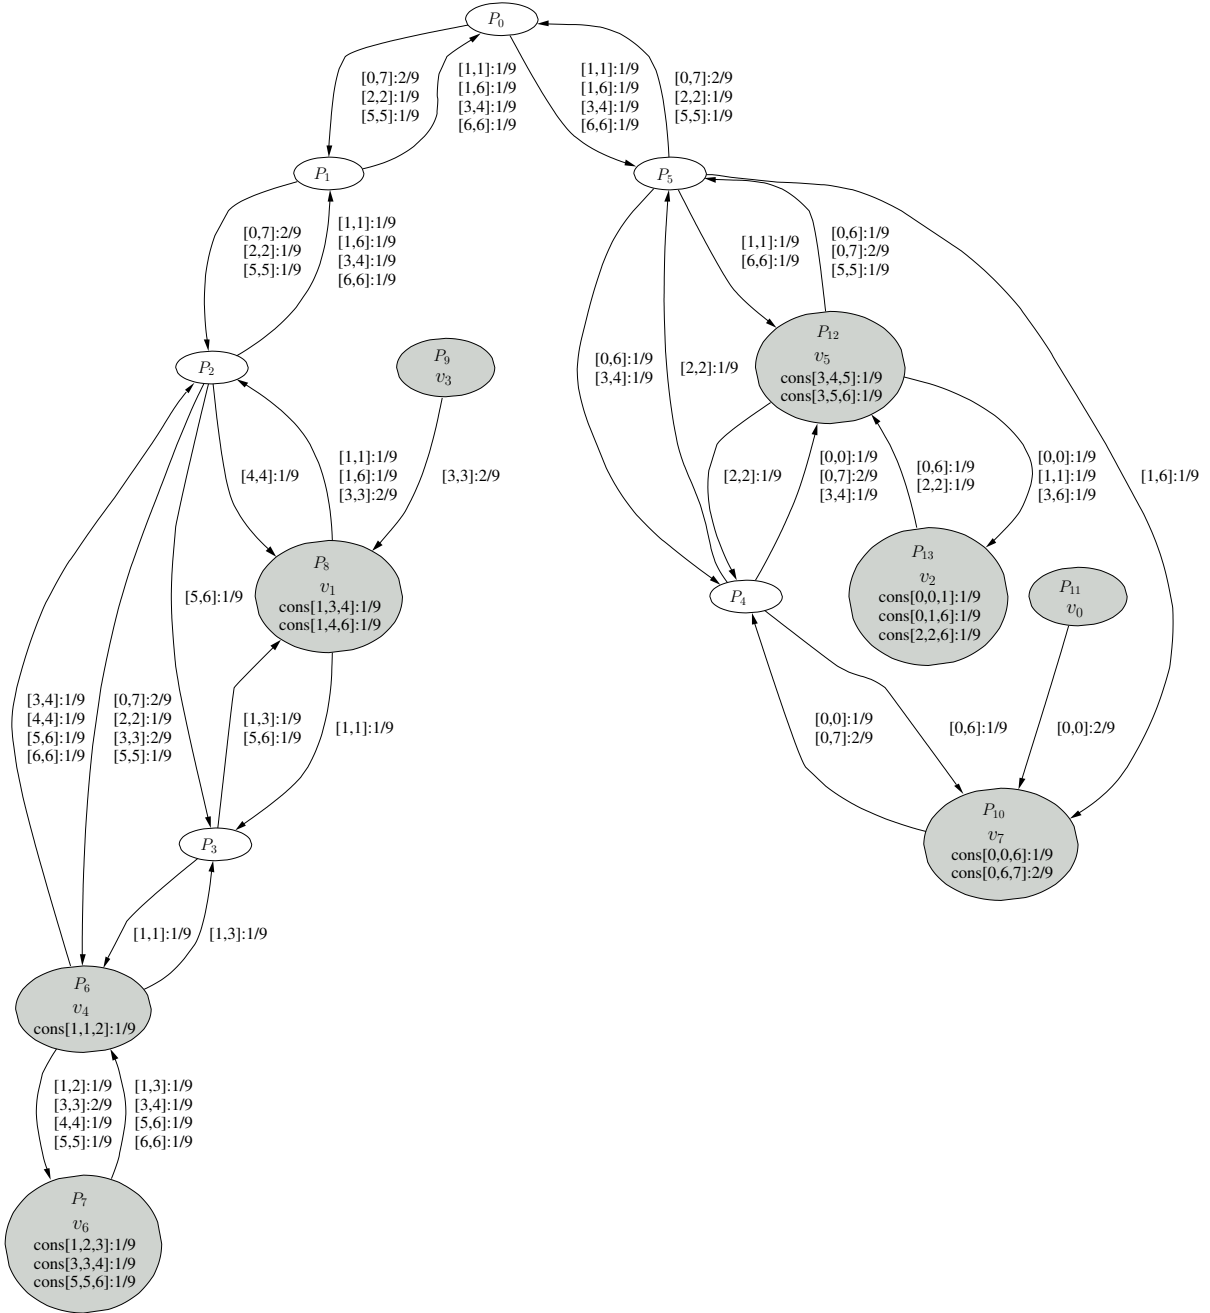 P0
[0,7]:2/9
[2,2]:1/9
[5,5]:1/9
[1,1]:1/9
[1,6]:1/9
[3,4]:1/9
[6,6]:1/9
[1,1]:1/9
[1,6]:1/9
[3,4]:1/9
[6,6]:1/9
[0,7]:2/9
[2,2]:1/9
[5,5]:1/9
P1
P5
[0,7]:2/9
[2,2]:1/9
[5,5]:1/9
[1,1]:1/9
[1,6]:1/9
[3,4]:1/9
[6,6]:1/9
[1,1]:1/9
[6,6]:1/9
[0,6]:1/9
[0,7]:2/9
[5,5]:1/9
P2
P9
v3
[0,6]:1/9
[3,4]:1/9
[2,2]:1/9
P12
v5
cons[3,4,5]:1/9
cons[3,5,6]:1/9
[4,4]:1/9
[1,1]:1/9
[1,6]:1/9
[3,3]:2/9
[3,3]:2/9
[2,2]:1/9
[0,0]:1/9
[0,7]:2/9
[3,4]:1/9
[0,6]:1/9
[2,2]:1/9
[0,0]:1/9
[1,1]:1/9
[3,6]:1/9
[1,6]:1/9
[5,6]:1/9
P8
v1
cons[1,3,4]:1/9
cons[1,4,6]:1/9
P4
P13
v2
cons[0,0,1]:1/9
cons[0,1,6]:1/9
cons[2,2,6]:1/9
P11
v0
[3,4]:1/9
[4,4]:1/9
[5,6]:1/9
[6,6]:1/9
[0,7]:2/9
[2,2]:1/9
[3,3]:2/9
[5,5]:1/9
[1,3]:1/9
[5,6]:1/9
[1,1]:1/9
[0,0]:1/9
[0,7]:2/9
[0,6]:1/9
[0,0]:2/9
P3
P10
v7
cons[0,0,6]:1/9
cons[0,6,7]:2/9
[1,1]:1/9
[1,3]:1/9
P6
v4
cons[1,1,2]:1/9
[1,2]:1/9
[3,3]:2/9
[4,4]:1/9
[5,5]:1/9
[1,3]:1/9
[3,4]:1/9
[5,6]:1/9
[6,6]:1/9
P7
v6
cons[1,2,3]:1/9
cons[3,3,4]:1/9
cons[5,5,6]:1/9